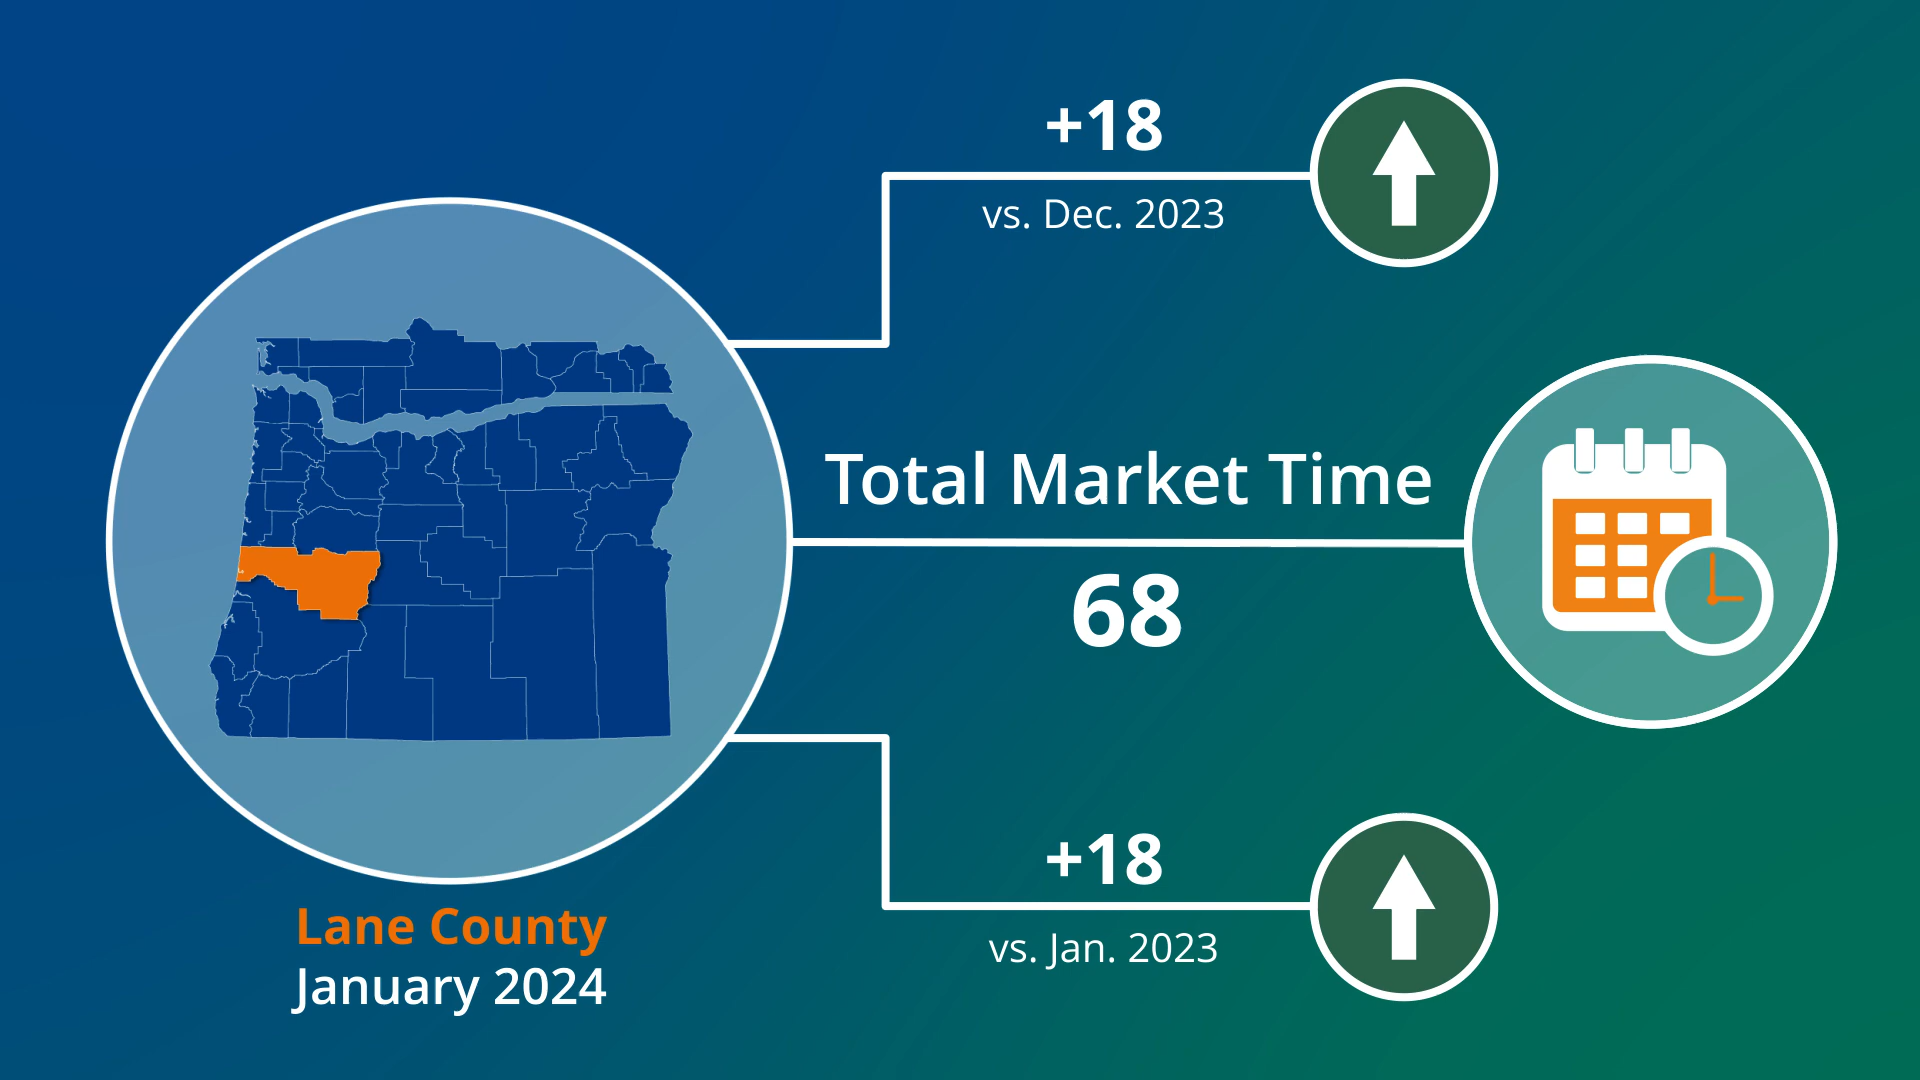 +18
vs. Dec. 2023
Total Market Time
68
+18
vs. Jan. 2023
Lane County
January 2024